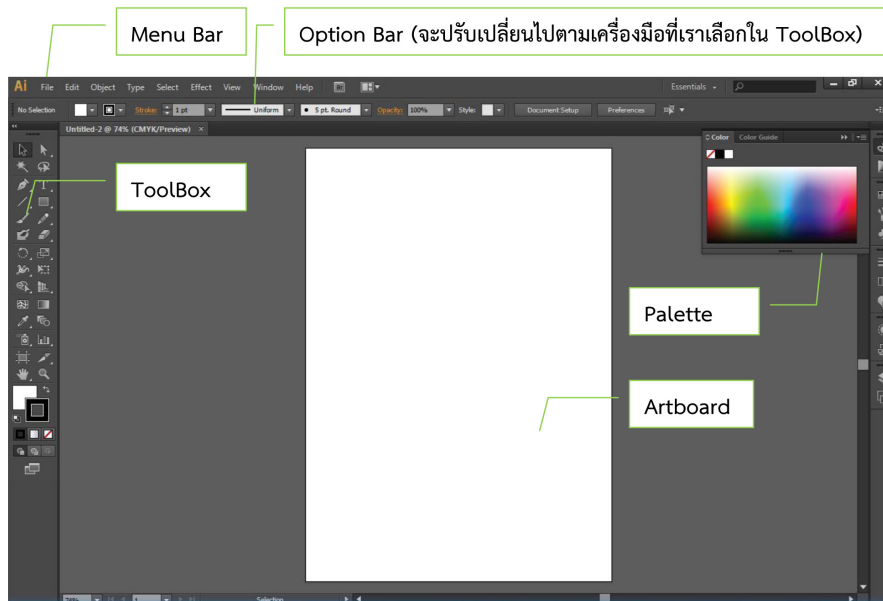 Menu Bar
Option Bar (จะปรับเปลี่ยนไปตามเครื่องมือที่เราเลือกใน ToolBox)
Ai File Edit Object Type Select Effect View Window Help Br Essentials
No Selection Stroke: 1 pt Uniform 5 pt. Round Opacity: 100% Style: Document Setup Preferences
Untitled-2 @ 74% (CMYK/Preview) ×
Color Color Guide
ToolBox
Palette
Artboard
74% 1 Selection